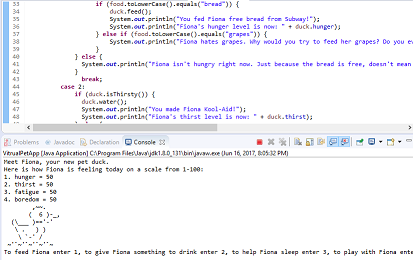 33 if (food.toLowerCase().equals("bread")) {
34 duck.feed();
35 System.out.println("You fed Fiona free bread from Subway!");
36 System.out.println("Fiona's hunger level is now: " + duck.hunger);
37 } else if (food.toLowerCase().equals("grapes")) {
38 System.out.println("Fiona hates grapes. Why would you try to feed her grapes? Do you ev
39 }
40 } else {
41 System.out.println("Fiona isn't hungry right now. Just because the bread is free, doesn't mean
42 }
43 break;
44 case 2:
45 if (duck.isThirsty()) {
46 duck.water();
47 System.out.println("You made Fiona Kool-Aid!");
48 System.out.println("Fiona's thirst level is now: " + duck.thirst);
Problems @ Javadoc Declaration Console
VitrualPetApp [Java Application] C:\Program Files\Java\jdk1.8.0_131\bin\javaw.exe (Jun 16, 2017, 8:05:32 PM)
Meet Fiona, your new pet duck.
Here is how Fiona is feeling today on a scale from 1-100:
1. hunger = 50
2. thirst = 50
3. fatigue = 50
4. boredom = 50
To feed Fiona enter 1, to give Fiona something to drink enter 2, to help Fiona sleep enter 3, to play with Fiona ente